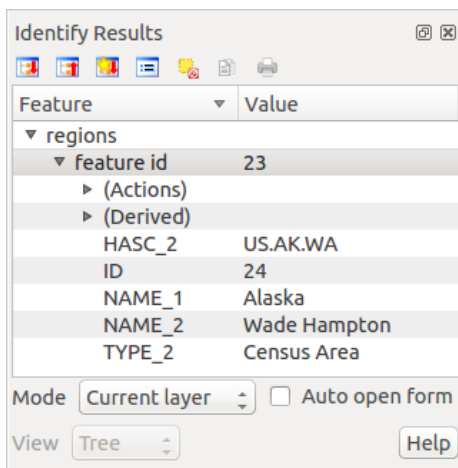 Identify Results
Feature Value
regions
feature id 23
(Actions)
(Derived)
HASC_2 US.AK.WA
ID 24
NAME_1 Alaska
NAME_2 Wade Hampton
TYPE_2 Census Area
Mode Current layer Auto open form
View Tree Help